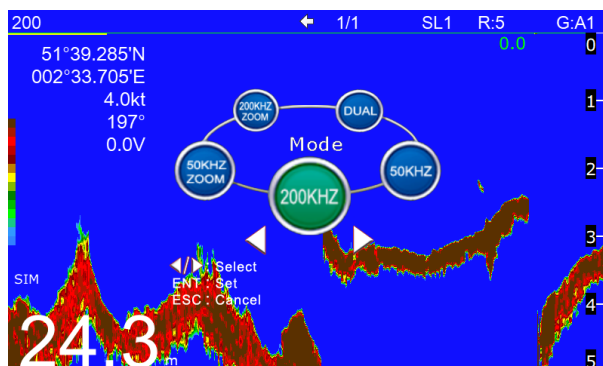 200 ← 1/1 SL1 R:5 G:A1
0.0 0
51°39.285'N
002°33.705'E
4.0kt
197°
0.0V
1
200KHZ
ZOOM
DUAL
Mode
50KHZ
ZOOM
50KHZ
2
200KHZ
3
◀/▶ : Select
SIM
ENT : Set
ESC : Cancel
4
24.3 m
5